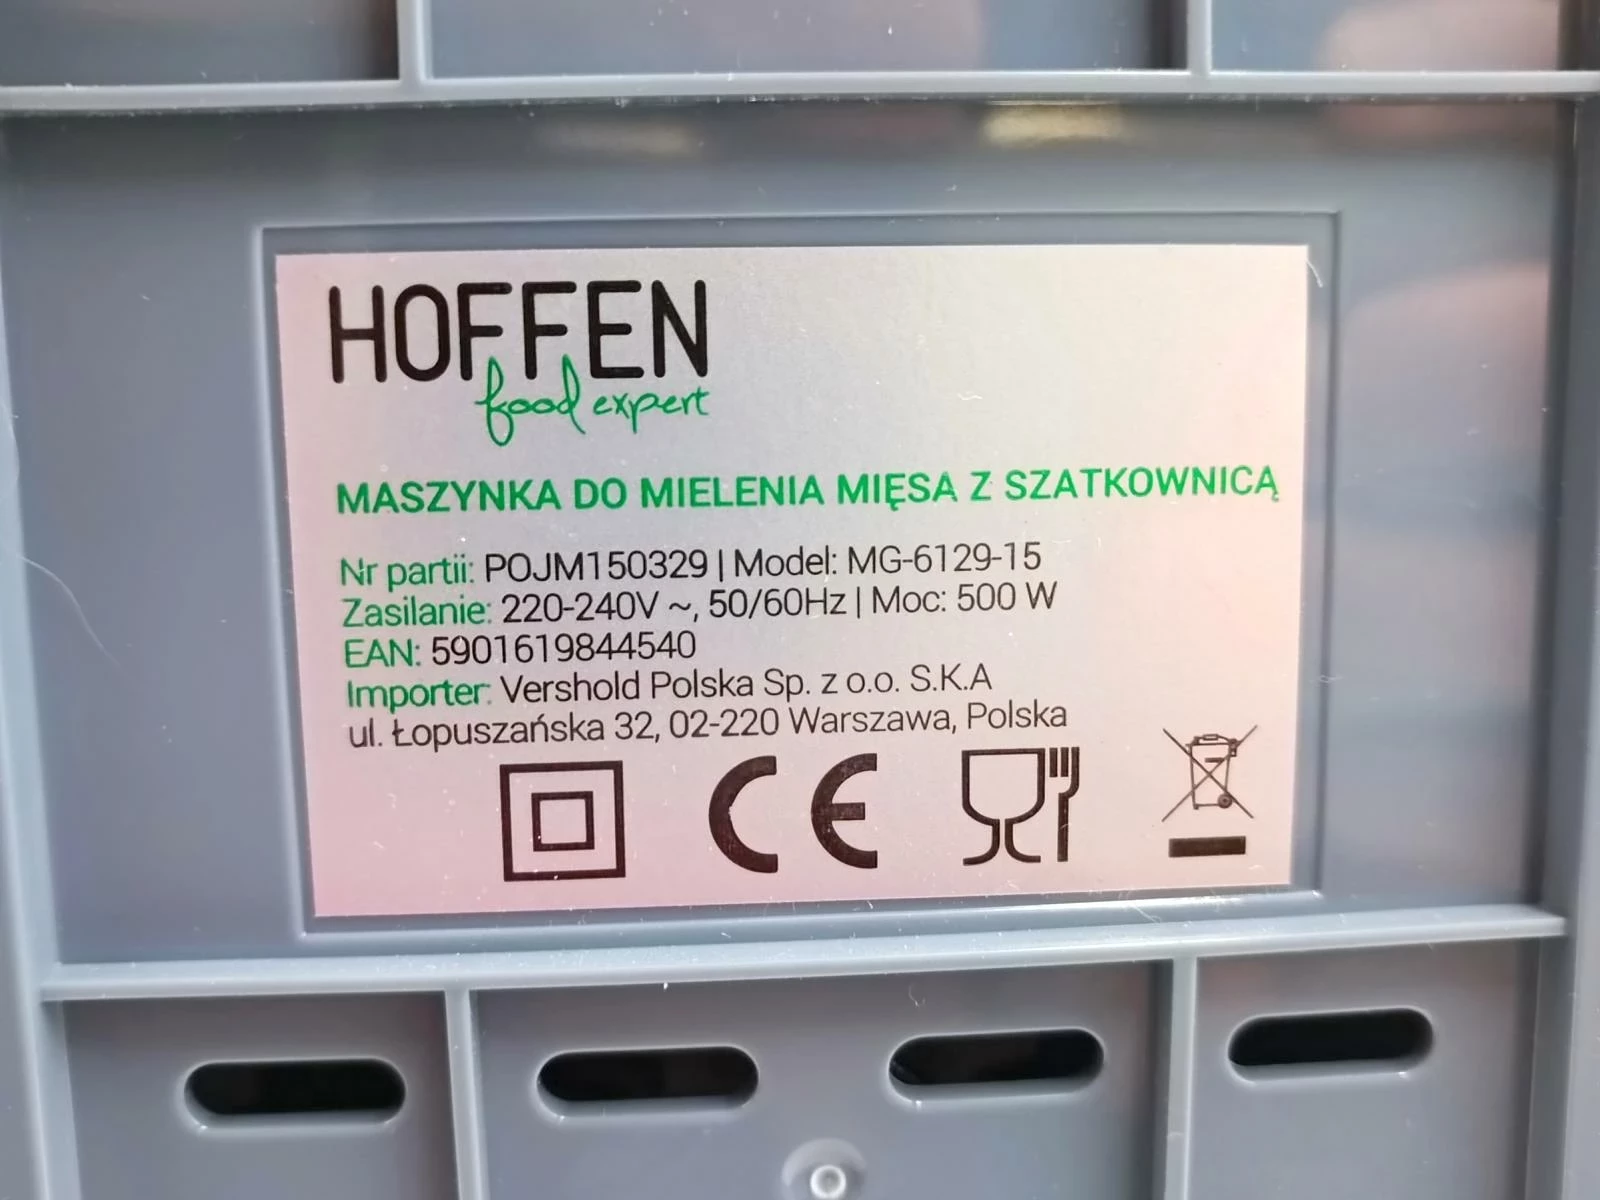 HOFFEN
food expert
MASZYNKA DO MIELENIA MIĘSA Z SZATKOWNICĄ
Nr partii: POJM150329 | Model: MG-6129-15
Zasilanie: 220-240V ~, 50/60Hz | Moc: 500 W
EAN: 5901619844540
Importer: Vershold Polska Sp. z o.o. S.K.A
ul. Łopuszańska 32, 02-220 Warszawa, Polska
CE